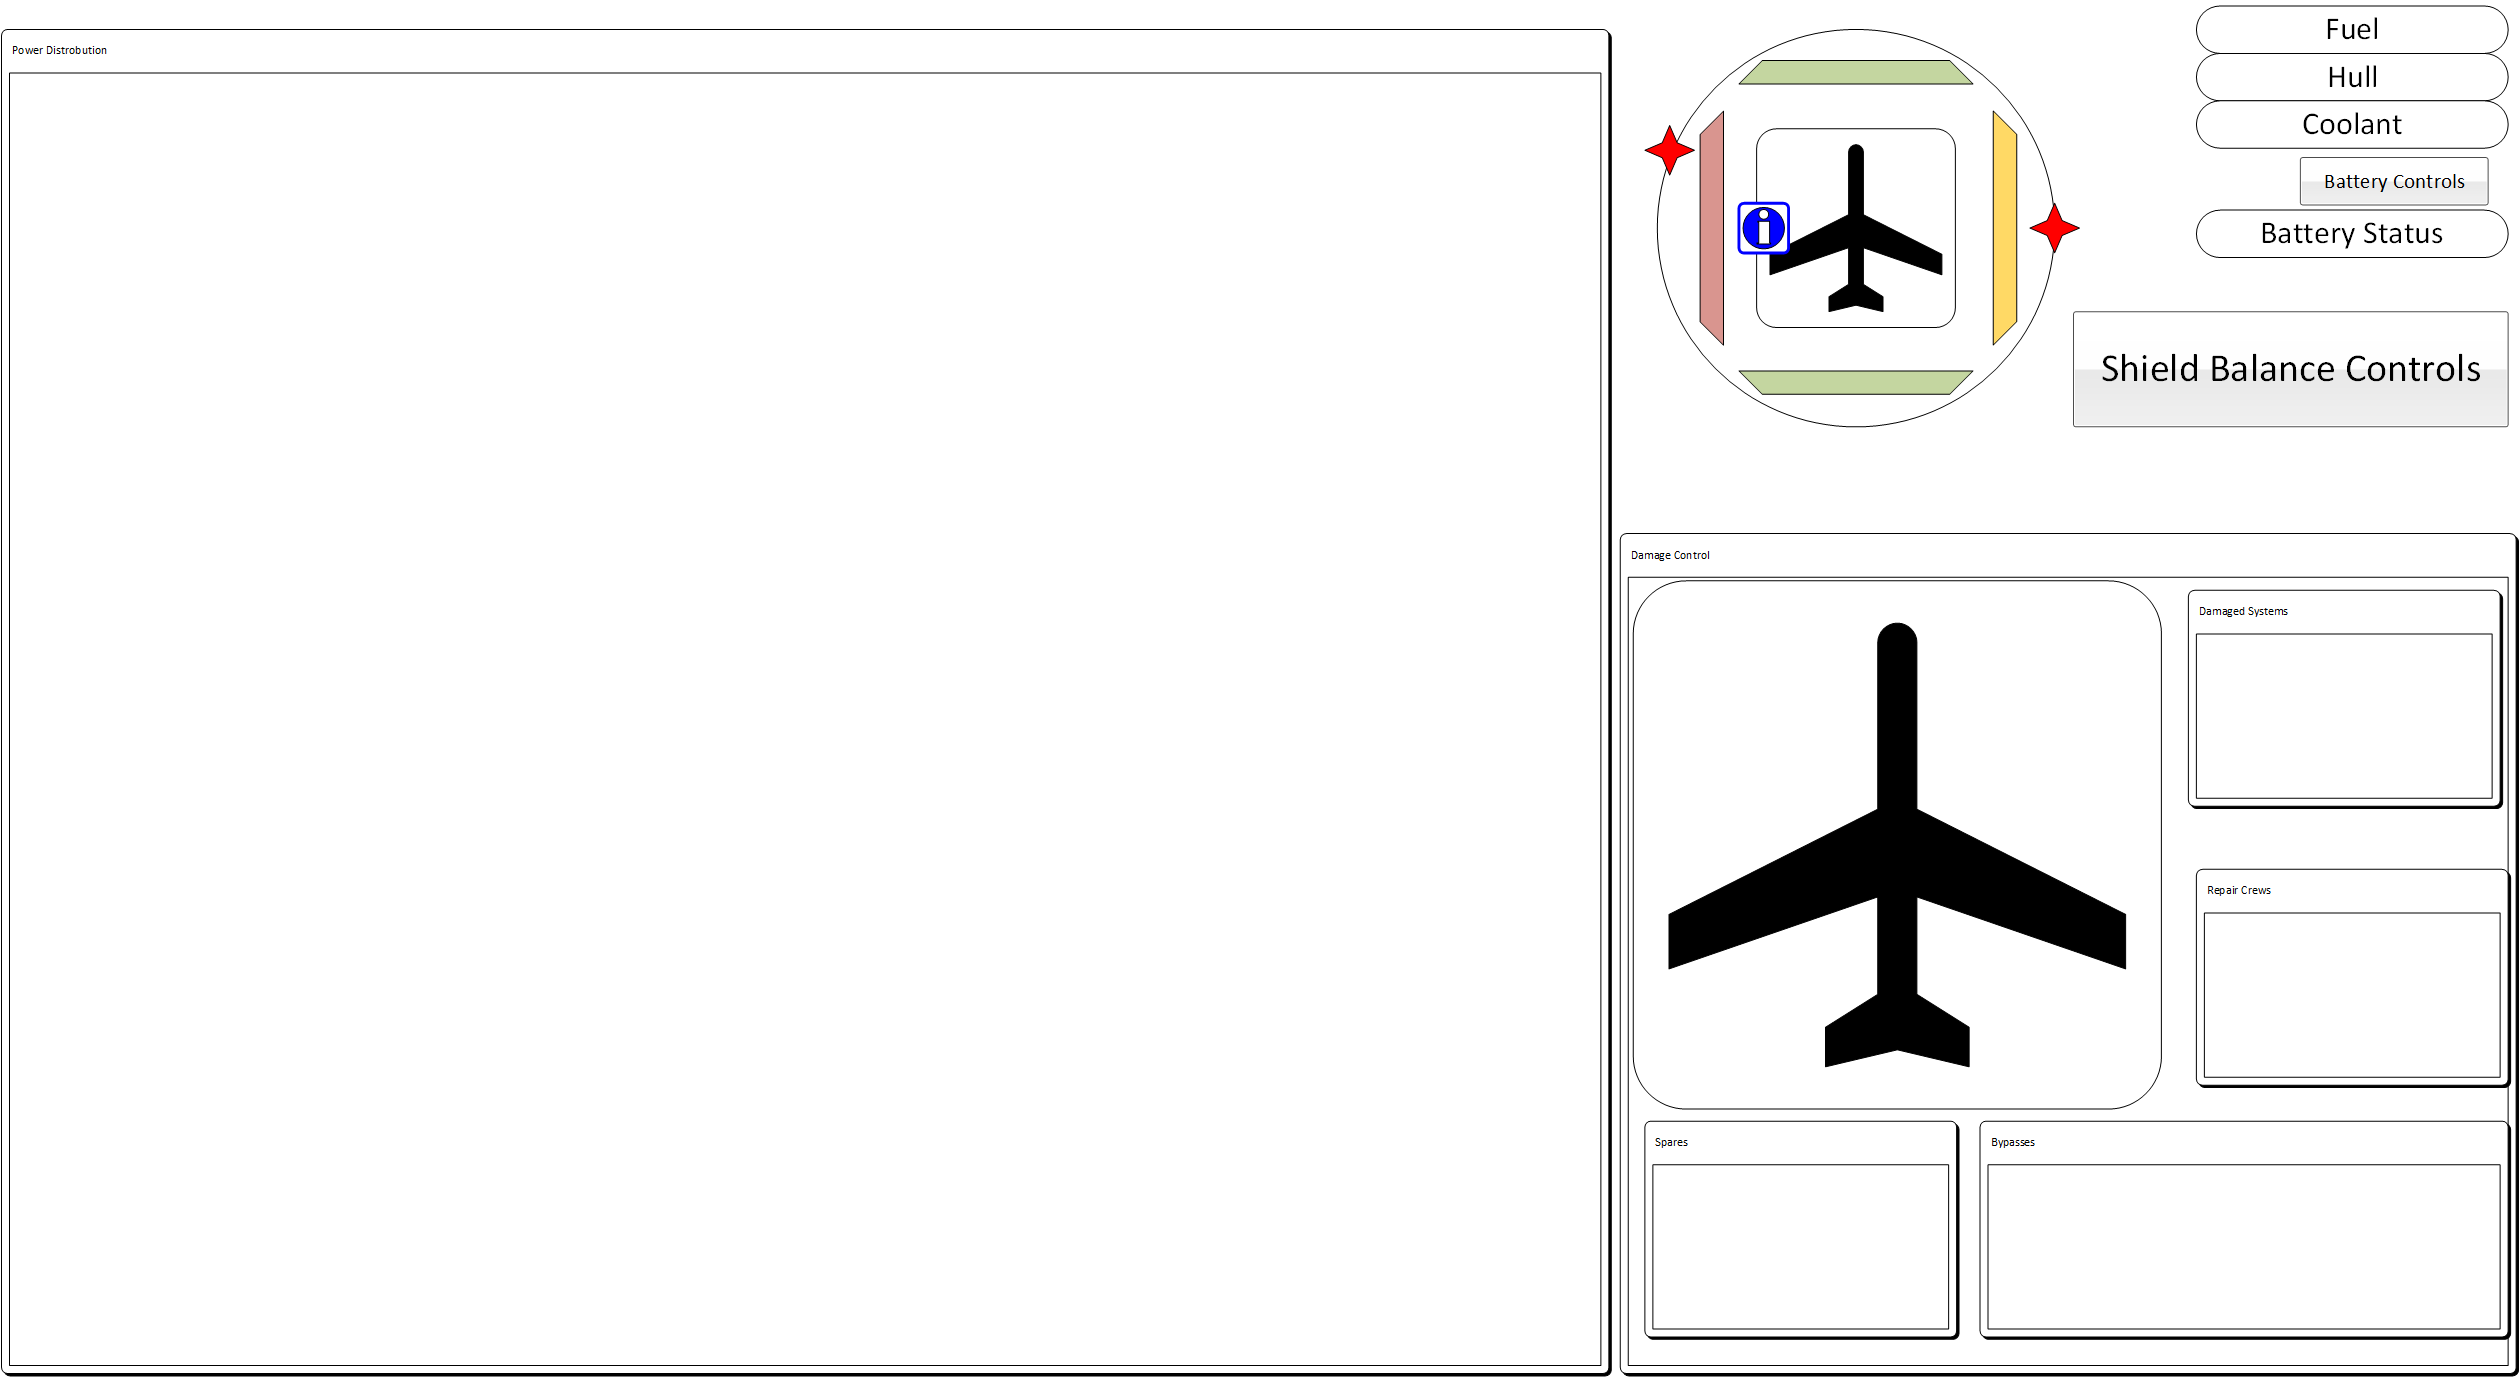 Power Distrobution
Fuel
Hull
Coolant
Battery Controls
Battery Status
Shield Balance Controls
Damage Control
Damaged Systems
Repair Crews
Spares
Bypasses